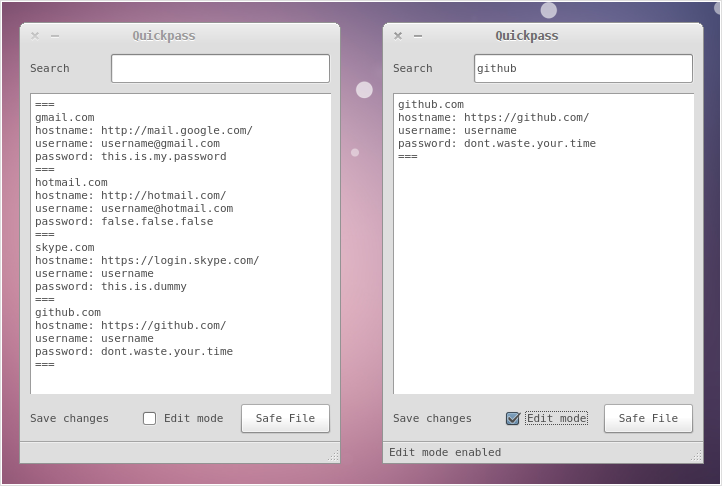 Quickpass
Search
===
gmail.com
hostname: http://mail.google.com/
username: username@gmail.com
password: this.is.my.password
===
hotmail.com
hostname: http://hotmail.com/
username: username@hotmail.com
password: false.false.false
===
skype.com
hostname: https://login.skype.com/
username: username
password: this.is.dummy
===
github.com
hostname: https://github.com/
username: username
password: dont.waste.your.time
===
Save changes Edit mode Safe File
Quickpass
Search github
github.com
hostname: https://github.com/
username: username
password: dont.waste.your.time
===
Save changes Edit mode Safe File
Edit mode enabled